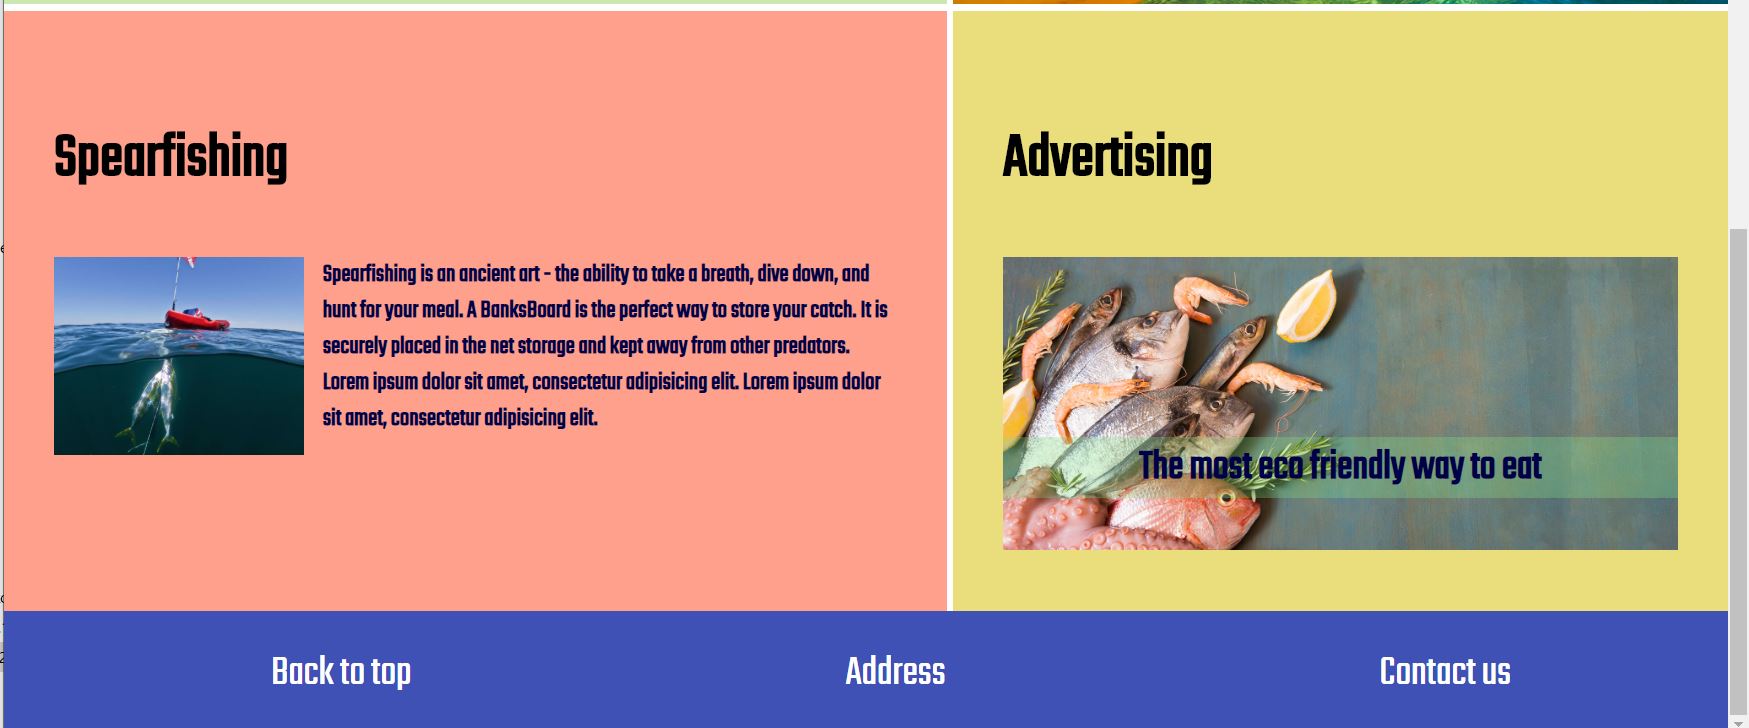 Spearfishing
Spearfishing is an ancient art - the ability to take a breath, dive down, and
hunt for your meal. A BanksBoard is the perfect way to store your catch. It is
securely placed in the net storage and kept away from other predators.
Lorem ipsum dolor sit amet, consectetur adipisicing elit. Lorem ipsum dolor
sit amet, consectetur adipisicing elit.
Advertising
The most eco friendly way to eat
Back to top
Address
Contact us